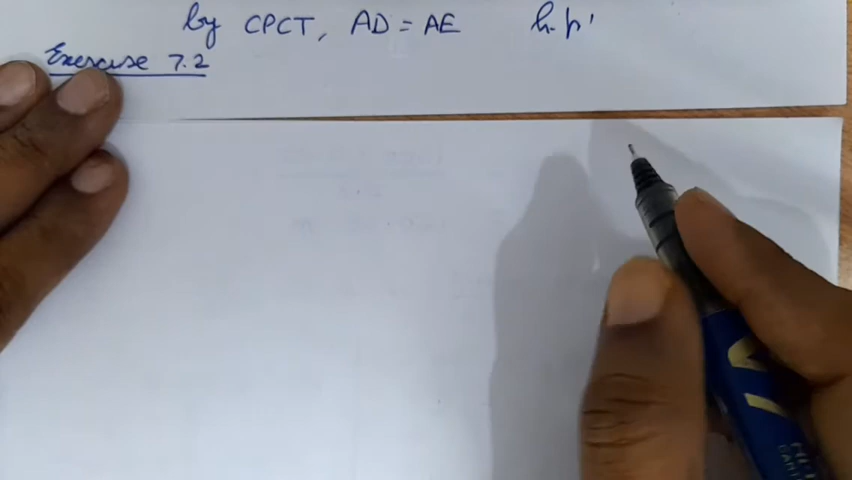 by CPCT, AD = AE h.p'
Exercise 7.2